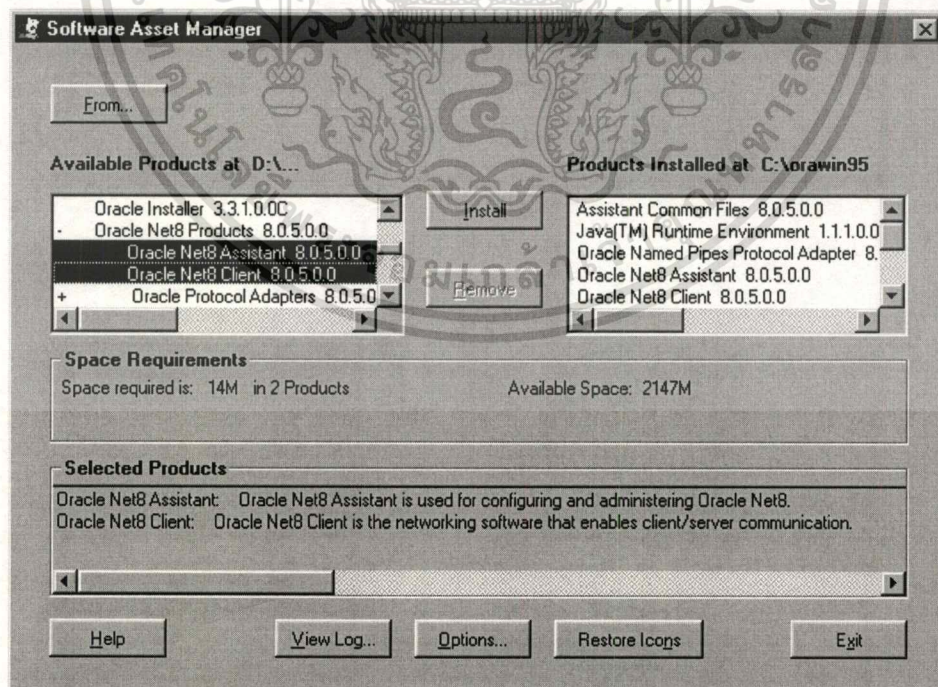 Software Asset Manager
From...
Available Products at D:\...
Products Installed at C:\orawin95
Oracle Installer 3.3.1.0.0C
- Oracle Net8 Products 8.0.5.0.0
Oracle Net8 Assistant 8.0.5.0.0
Oracle Net8 Client 8.0.5.0.0
+ Oracle Protocol Adapters 8.0.5.0
Install
Remove
Assistant Common Files 8.0.5.0.0
Java(TM) Runtime Environment 1.1.1.0.0
Oracle Named Pipes Protocol Adapter 8.
Oracle Net8 Assistant 8.0.5.0.0
Oracle Net8 Client 8.0.5.0.0
Space Requirements
Space required is: 14M in 2 Products
Available Space: 2147M
Selected Products
Oracle Net8 Assistant: Oracle Net8 Assistant is used for configuring and administering Oracle Net8.
Oracle Net8 Client: Oracle Net8 Client is the networking software that enables client/server communication.
Help
View Log...
Options...
Restore Icons
Exit